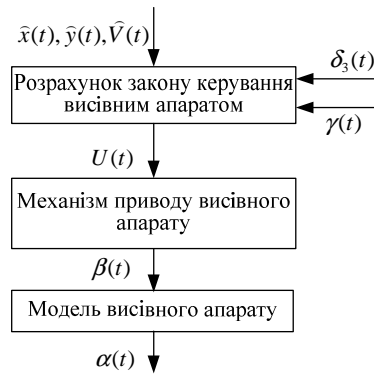 x̂(t), ŷ(t), V̂(t)
δ₃(t)
Розрахунок закону керування
висівним апаратом
γ(t)
U(t)
Механізм приводу висівного
апарату
β(t)
Модель висівного апарату
α(t)